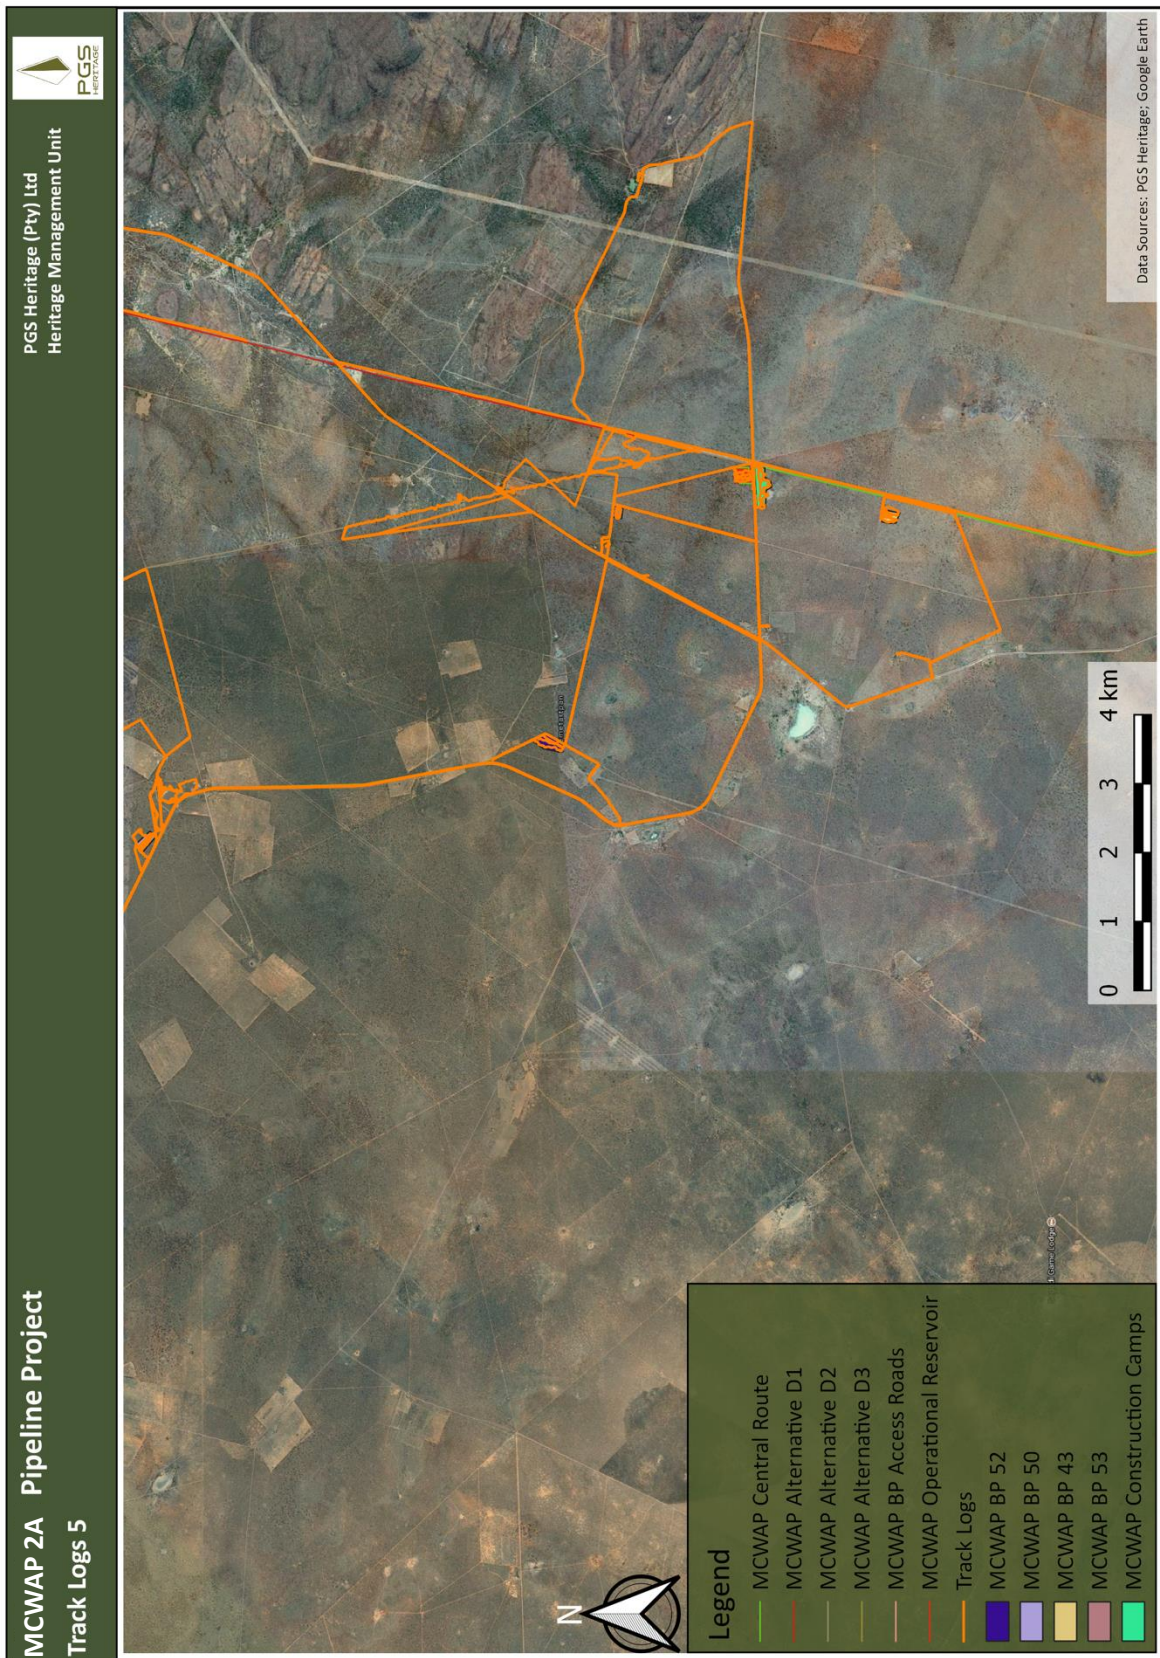 MCWAP 2A Pipeline Project
Track Logs 5
PGS Heritage (Pty) Ltd
Heritage Management Unit
PGS
HERITAGE
N
Legend
MCWAP Central Route
MCWAP Alternative D1
MCWAP Alternative D2
MCWAP Alternative D3
MCWAP BP Access Roads
MCWAP Operational Reservoir
Track Logs
MCWAP BP 52
MCWAP BP 50
MCWAP BP 43
MCWAP BP 53
MCWAP Construction Camps
Game Lodge
0 1 2 3 4 km
Data Sources: PGS Heritage; Google Earth